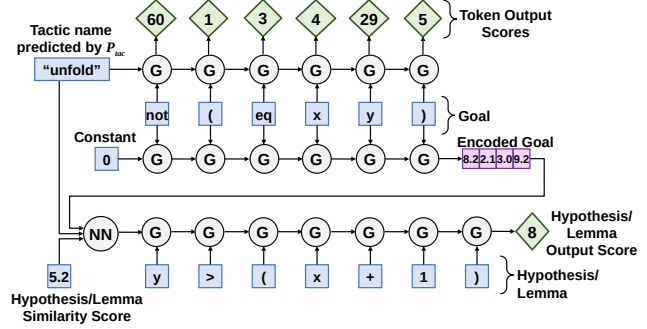 60 1 3 4 29 5
Token Output
Scores
Tactic name
predicted by Ptac
"unfold"
G G G G G G
not ( eq x y )
Goal
Constant
0
G G G G G G
Encoded Goal
8.2 2.1 3.0 9.2
NN
G G G G G G G
8
Hypothesis/
Lemma
Output Score
5.2
y > ( x + 1 )
Hypothesis/
Lemma
Hypothesis/Lemma
Similarity Score